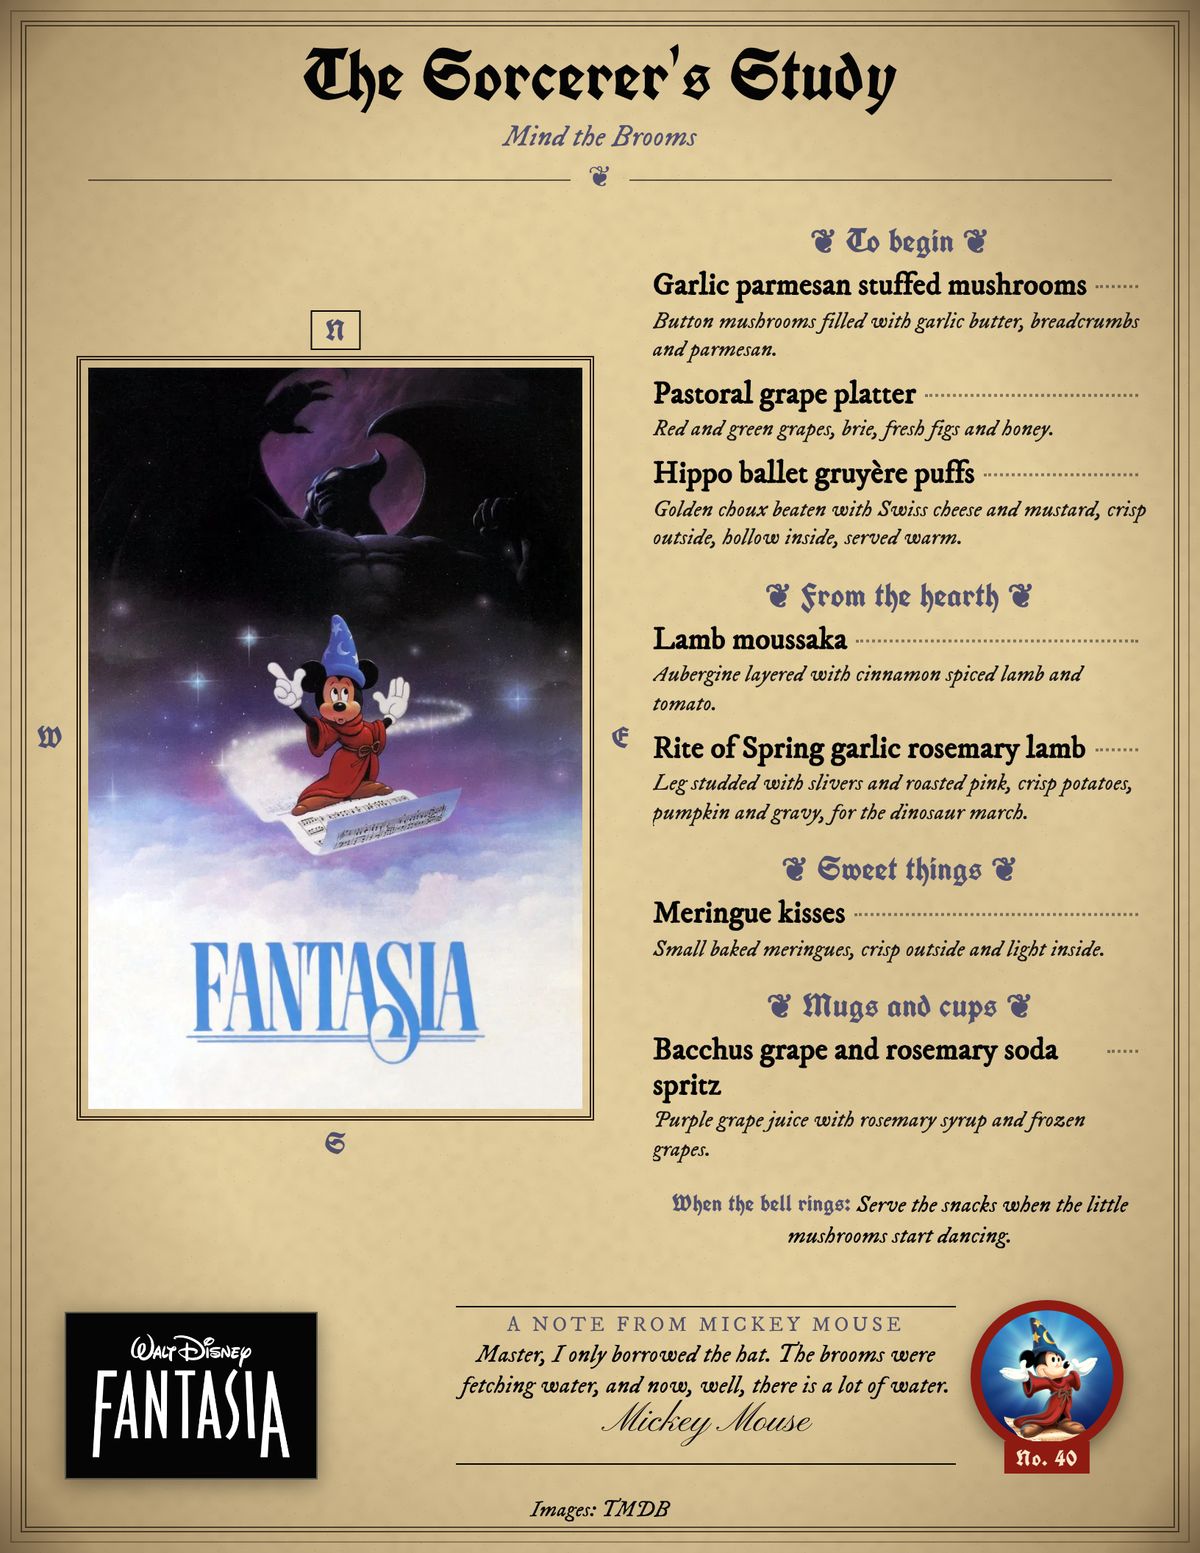 The Sorcerer's Study
Mind the Brooms
To begin
Garlic parmesan stuffed mushrooms
Button mushrooms filled with garlic butter, breadcrumbs
and parmesan.
Pastoral grape platter
Red and green grapes, brie, fresh figs and honey.
Hippo ballet gruyère puffs
Golden choux beaten with Swiss cheese and mustard, crisp
outside, hollow inside, served warm.
From the hearth
Lamb moussaka
Aubergine layered with cinnamon spiced lamb and
tomato.
Rite of Spring garlic rosemary lamb
Leg studded with slivers and roasted pink, crisp potatoes,
pumpkin and gravy, for the dinosaur march.
Sweet things
Meringue kisses
Small baked meringues, crisp outside and light inside.
Mugs and cups
Bacchus grape and rosemary soda
spritz
Purple grape juice with rosemary syrup and frozen
grapes.
When the bell rings: Serve the snacks when the little
mushrooms start dancing.
N
W
E
FANTASIA
S
WALT DISNEY
FANTASIA
A NOTE FROM MICKEY MOUSE
Master, I only borrowed the hat. The brooms were
fetching water, and now, well, there is a lot of water.
Mickey Mouse
No. 40
Images: TMDB